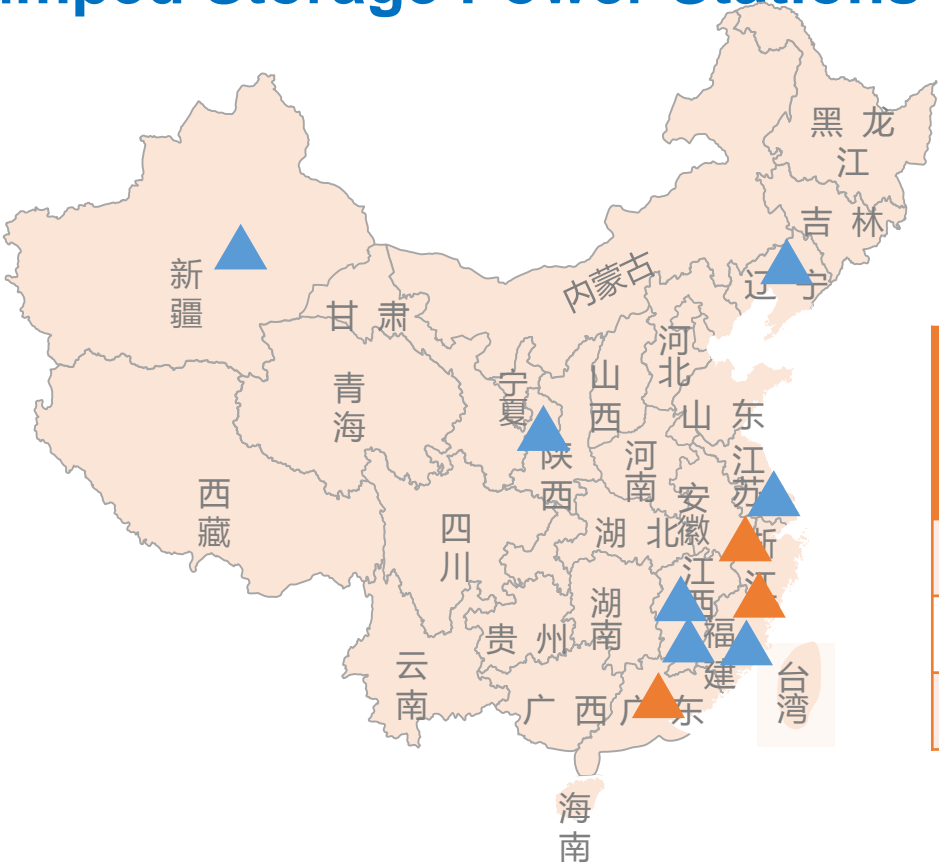 umped Storage Power Stations
黑 龙
江
吉 林
辽 宁
内蒙古
新
疆
甘 肃
河
北
山
西
宁
夏
青
海
山 东
陕
西
河
南
江
苏
安
徽
西
藏
四
川
湖 北
浙
江
江
西
湖
南
福
建
贵 州
云
南
台
湾
广 西
广 东
海
南